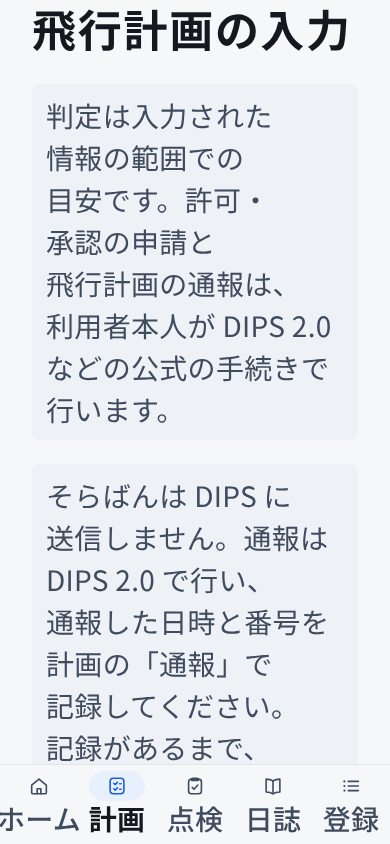 飛行計画の入力
判定は入力された
情報の範囲での
目安です。許可・
承認の申請と
飛行計画の通報は、
利用者本人が DIPS 2.0
などの公式の手続きで
行います。
そらばんは DIPS に
送信しません。通報は
DIPS 2.0 で行い、
通報した日時と番号を
計画の「通報」で
記録してください。
記録があるまで、
ホーム 計画 点検 日誌 登録